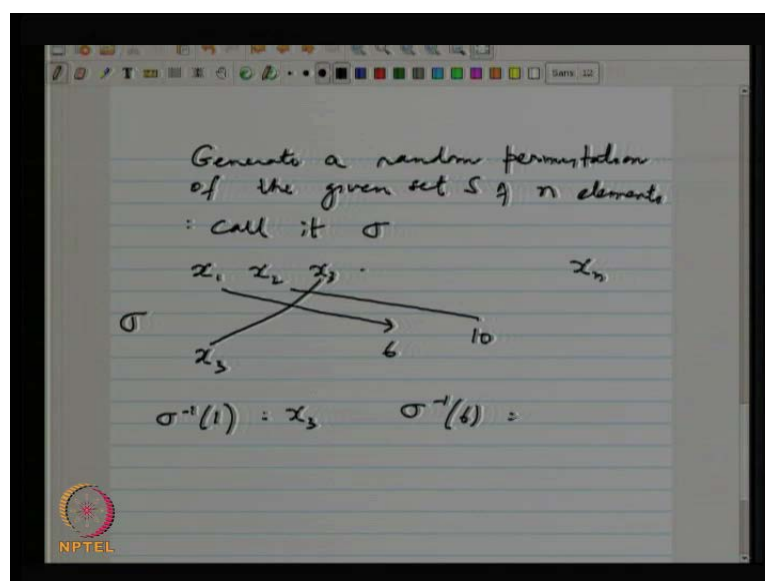 T Sans 12
Generate a random permutation
of the given set S of n elements
: call it σ
x₁ x₂ x₃ . xₙ
σ
x₃ 6 10
σ⁻¹(1) : x₃ σ⁻¹(6) =
NPTEL